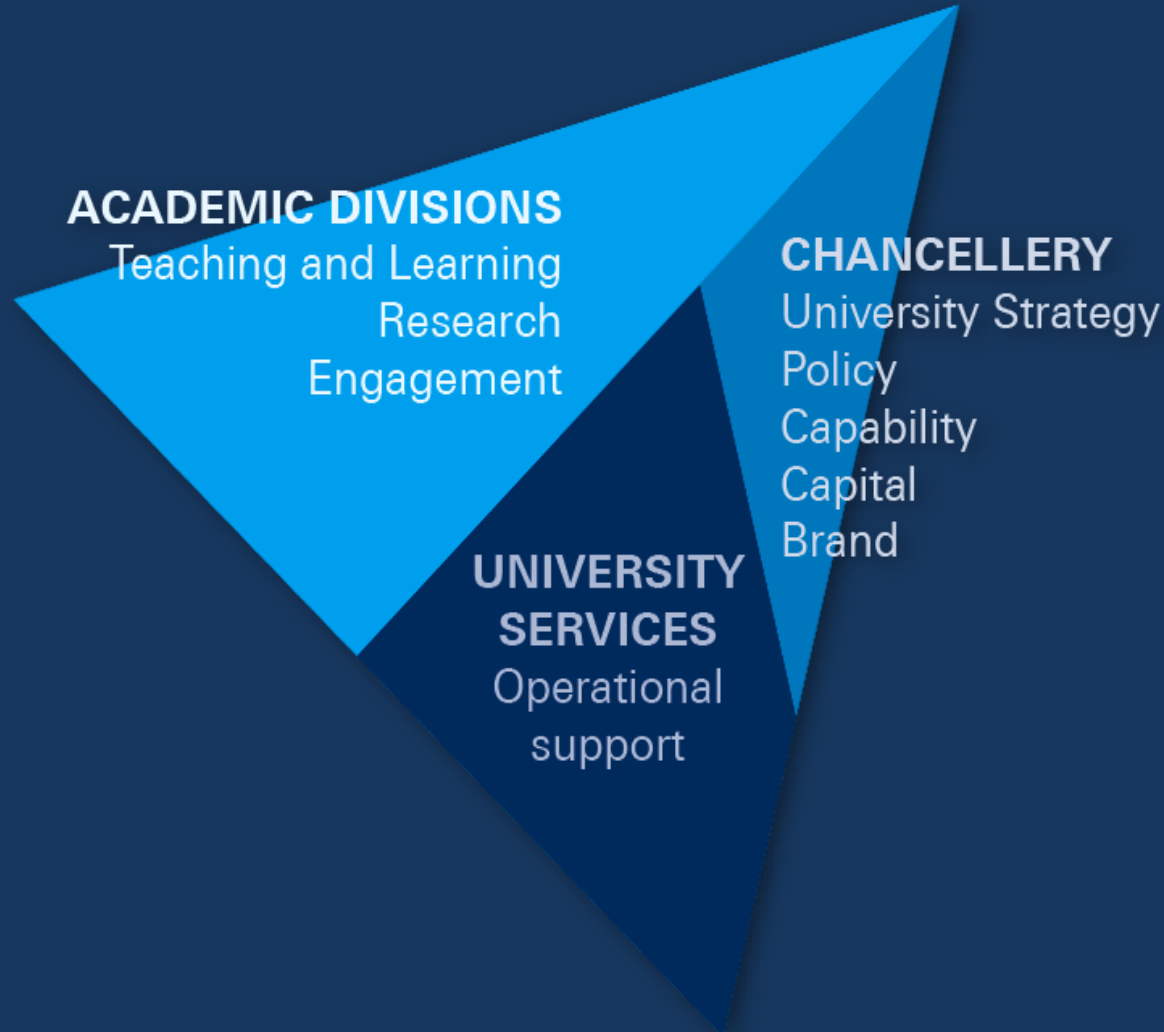 ACADEMIC DIVISIONS
Teaching and Learning
Research
Engagement
CHANCELLERY
University Strategy
Policy
Capability
Capital
Brand
UNIVERSITY
SERVICES
Operational
support